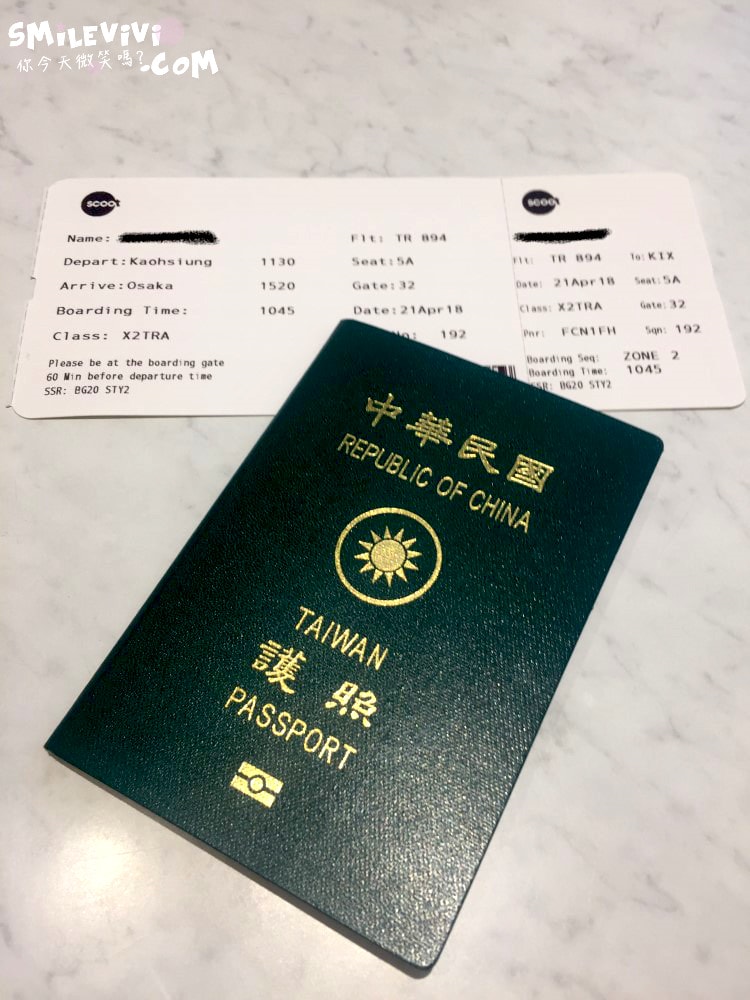 SMiLEViVi
你今天微笑嗎?.COM
scoot
Name:
Flt: TR 894
Depart:Kaohsiung 1130 Seat:5A
Arrive:Osaka 1520 Gate:32
Boarding Time: 1045 Date:21Apr18
Class: X2TRA No: 192
Please be at the boarding gate
60 Min before departure time
SSR: BG20 STY2
scoot
Flt: TR 894 To:KIX
Date: 21Apr18 Seat:5A
Class: X2TRA Gate:32
Pnr: FCN1FH Sqn: 192
Boarding Seq: ZONE 2
Boarding Time: 1045
SSR: BG20 STY2
中華民國
REPUBLIC OF CHINA
TAIWAN
護照
PASSPORT